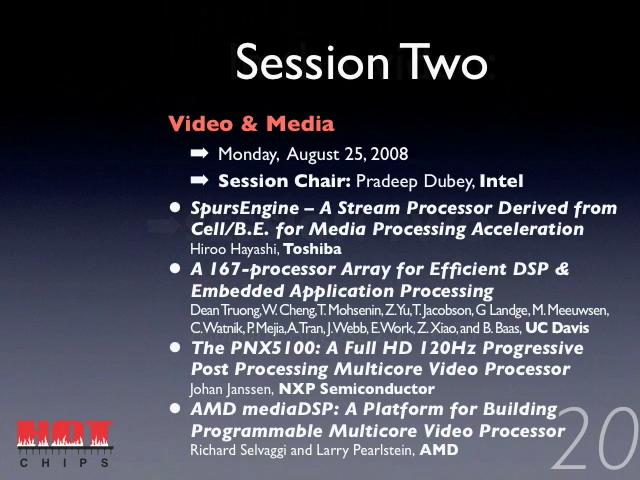 Session Two
Video & Media
➡ Monday, August 25, 2008
➡ Session Chair: Pradeep Dubey, Intel
• SpursEngine – A Stream Processor Derived from
Cell/B.E. for Media Processing Acceleration
Hiroo Hayashi, Toshiba
• A 167-processor Array for Efficient DSP &
Embedded Application Processing
Dean Truong, W. Cheng, T. Mohsenin, Z. Yu, T. Jacobson, G Landge, M. Meeuwsen,
C. Watnik, P. Mejia, A. Tran, J. Webb, E. Work, Z. Xiao, and B. Baas, UC Davis
• The PNX5100: A Full HD 120Hz Progressive
Post Processing Multicore Video Processor
Johan Janssen, NXP Semiconductor
• AMD mediaDSP: A Platform for Building
Programmable Multicore Video Processor
Richard Selvaggi and Larry Pearlstein, AMD
HOT
CHIPS
20